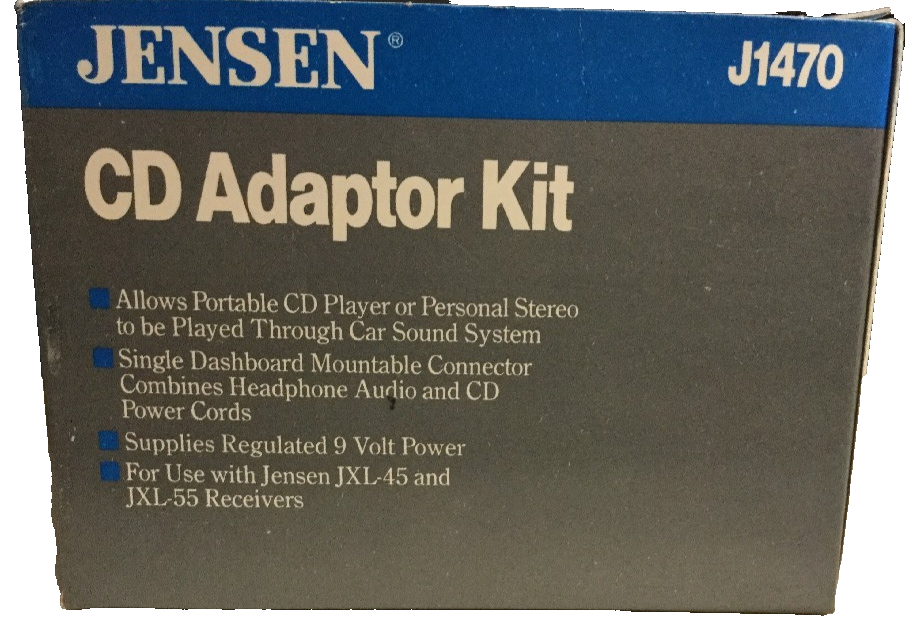 JENSEN®
J1470
CD Adaptor Kit
Allows Portable CD Player or Personal Stereo
to be Played Through Car Sound System
Single Dashboard Mountable Connector
Combines Headphone Audio and CD
Power Cords
Supplies Regulated 9 Volt Power
For Use with Jensen JXL-45 and
JXL-55 Receivers